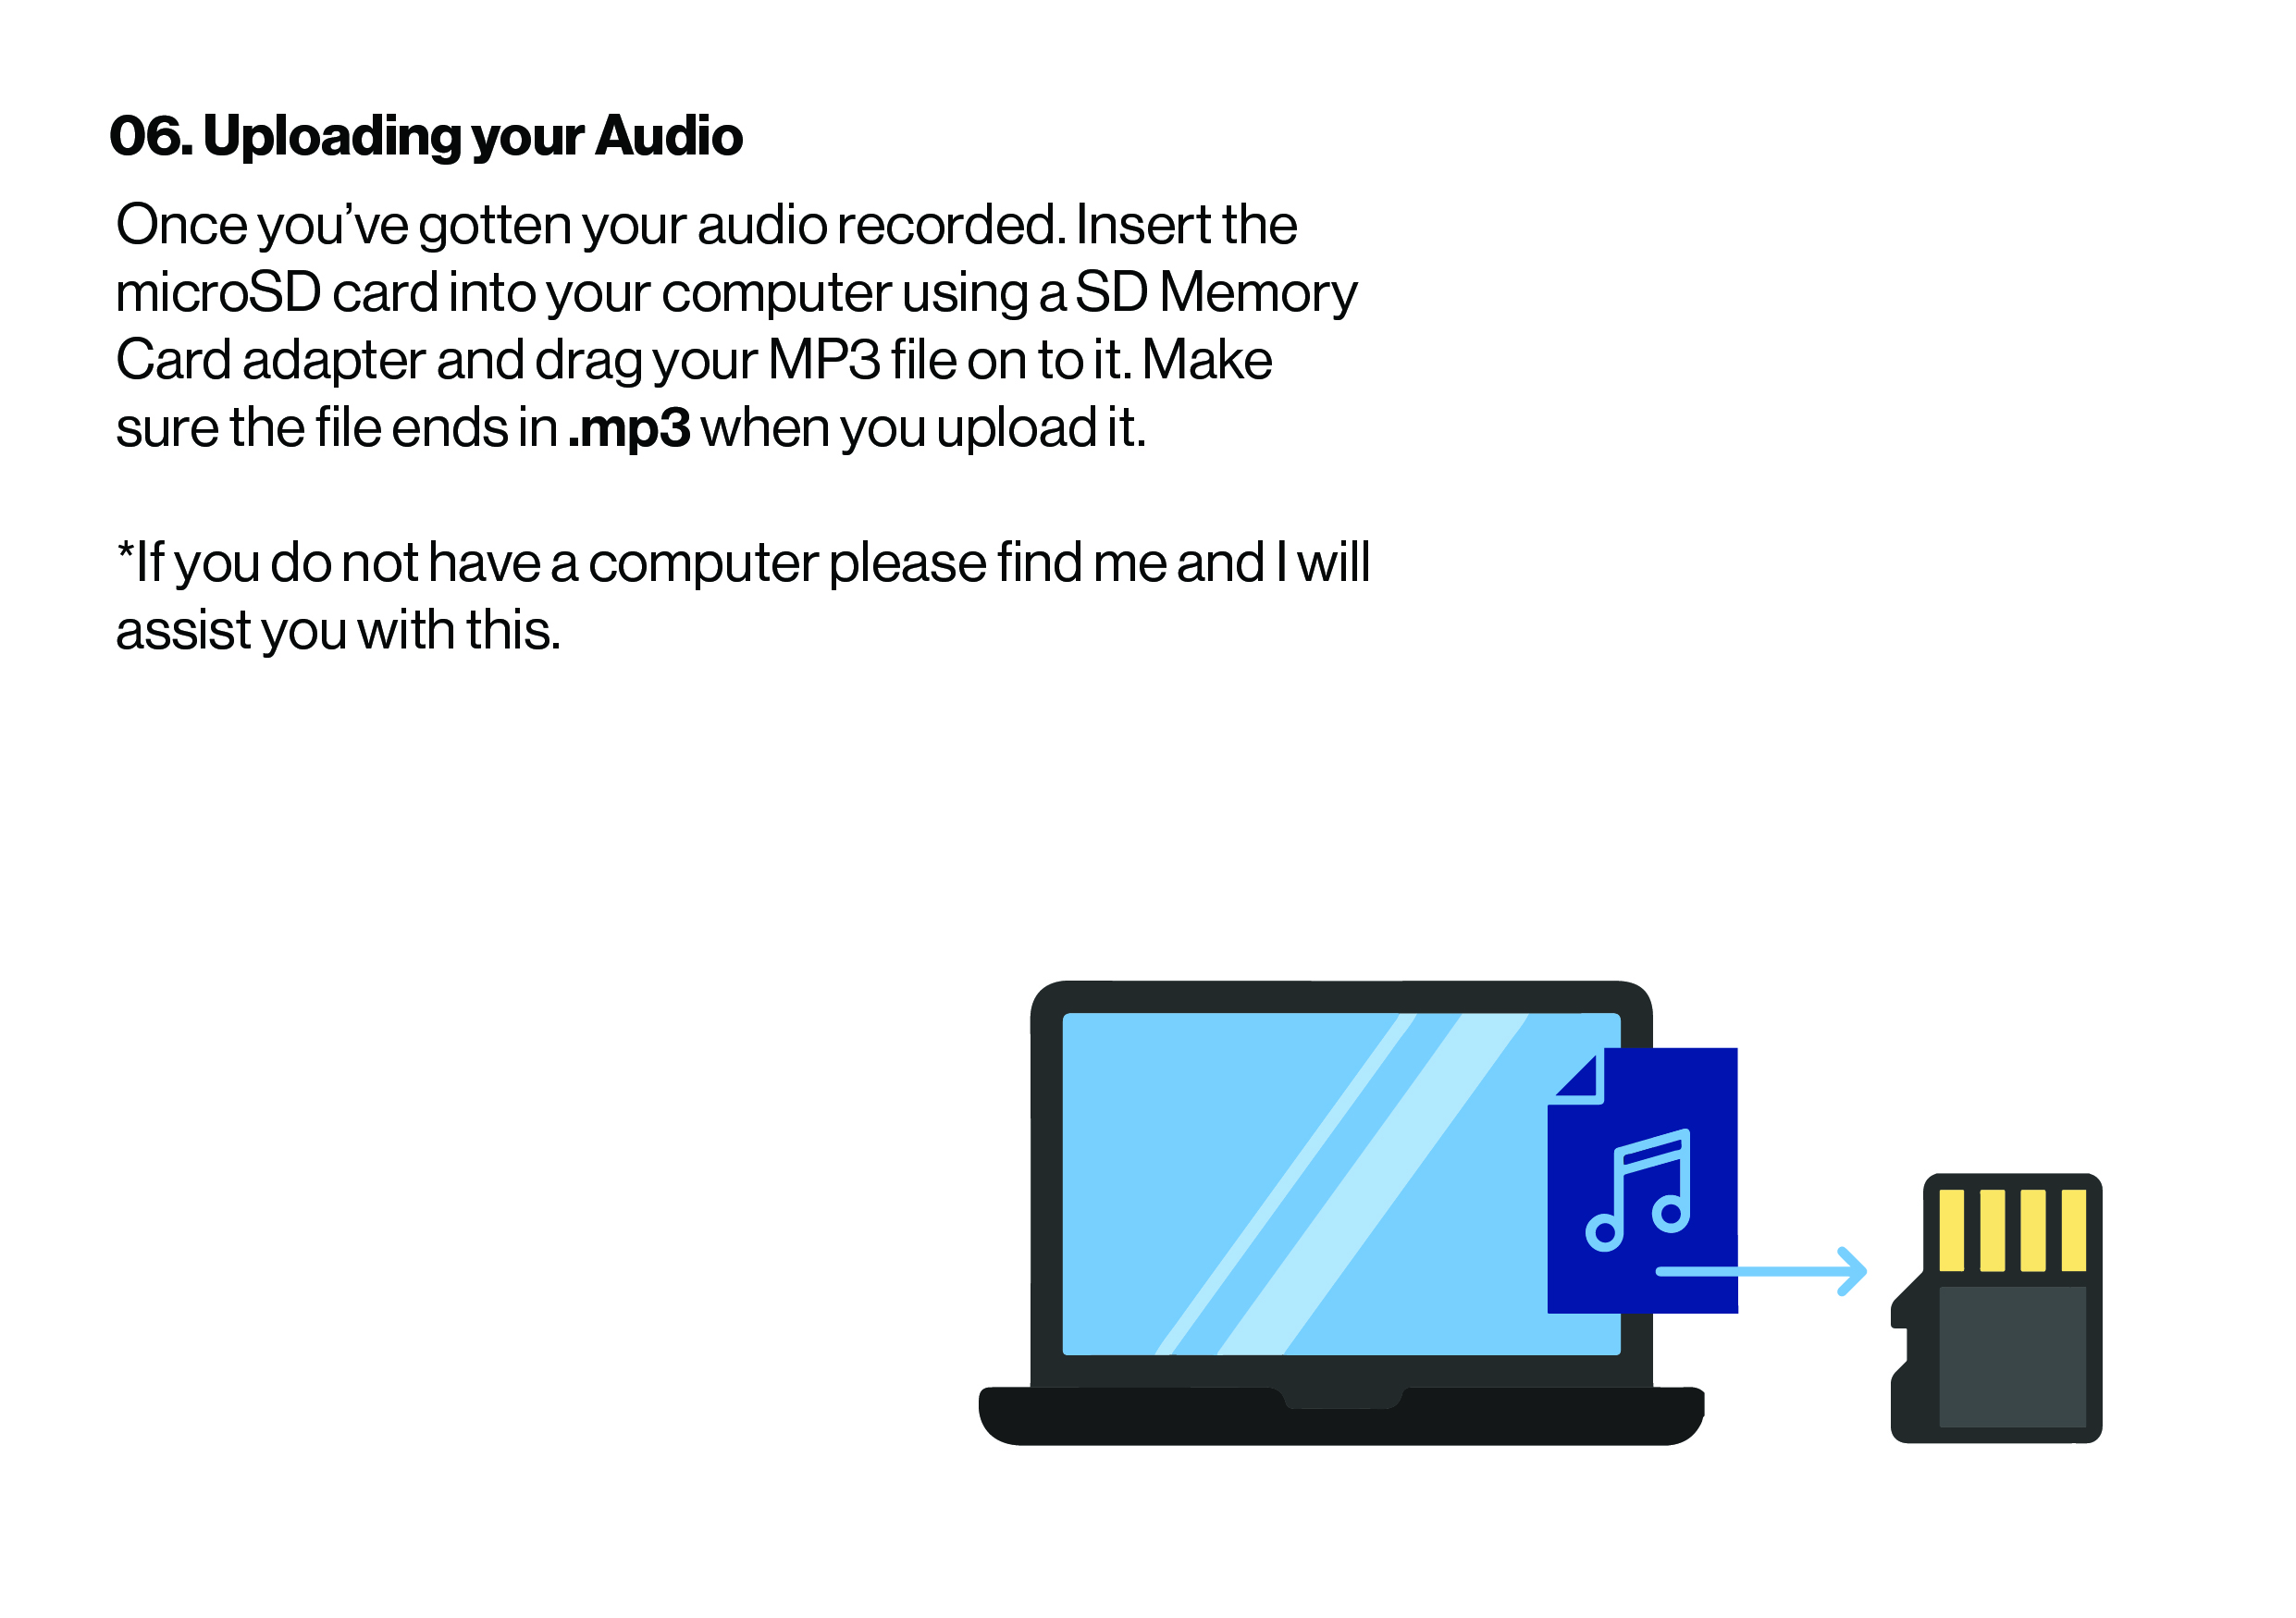 06. Uploading your Audio
Once you’ve gotten your audio recorded. Insert the
microSD card into your computer using a SD Memory
Card adapter and drag your MP3 file on to it. Make
sure the file ends in .mp3 when you upload it.
*If you do not have a computer please find me and I will
assist you with this.